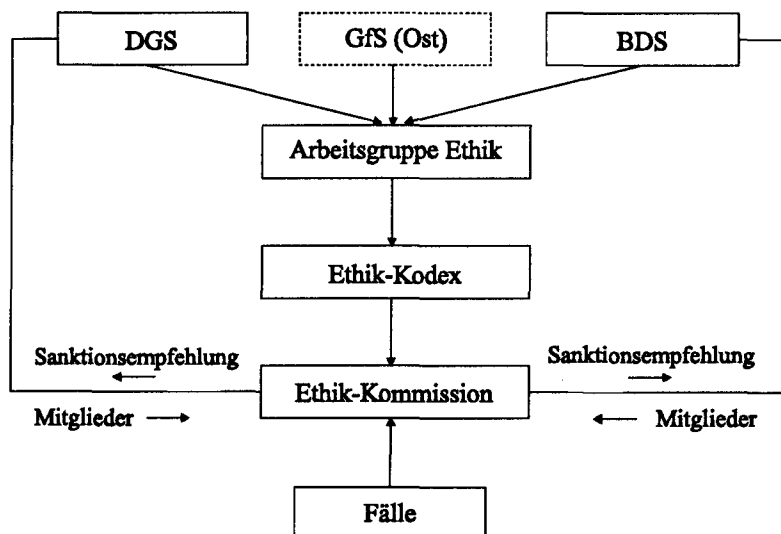 DGS
GfS (Ost)
BDS
Arbeitsgruppe Ethik
Ethik-Kodex
Sanktionsempfehlung
Sanktionsempfehlung
Ethik-Kommission
Mitglieder
Mitglieder
Fälle